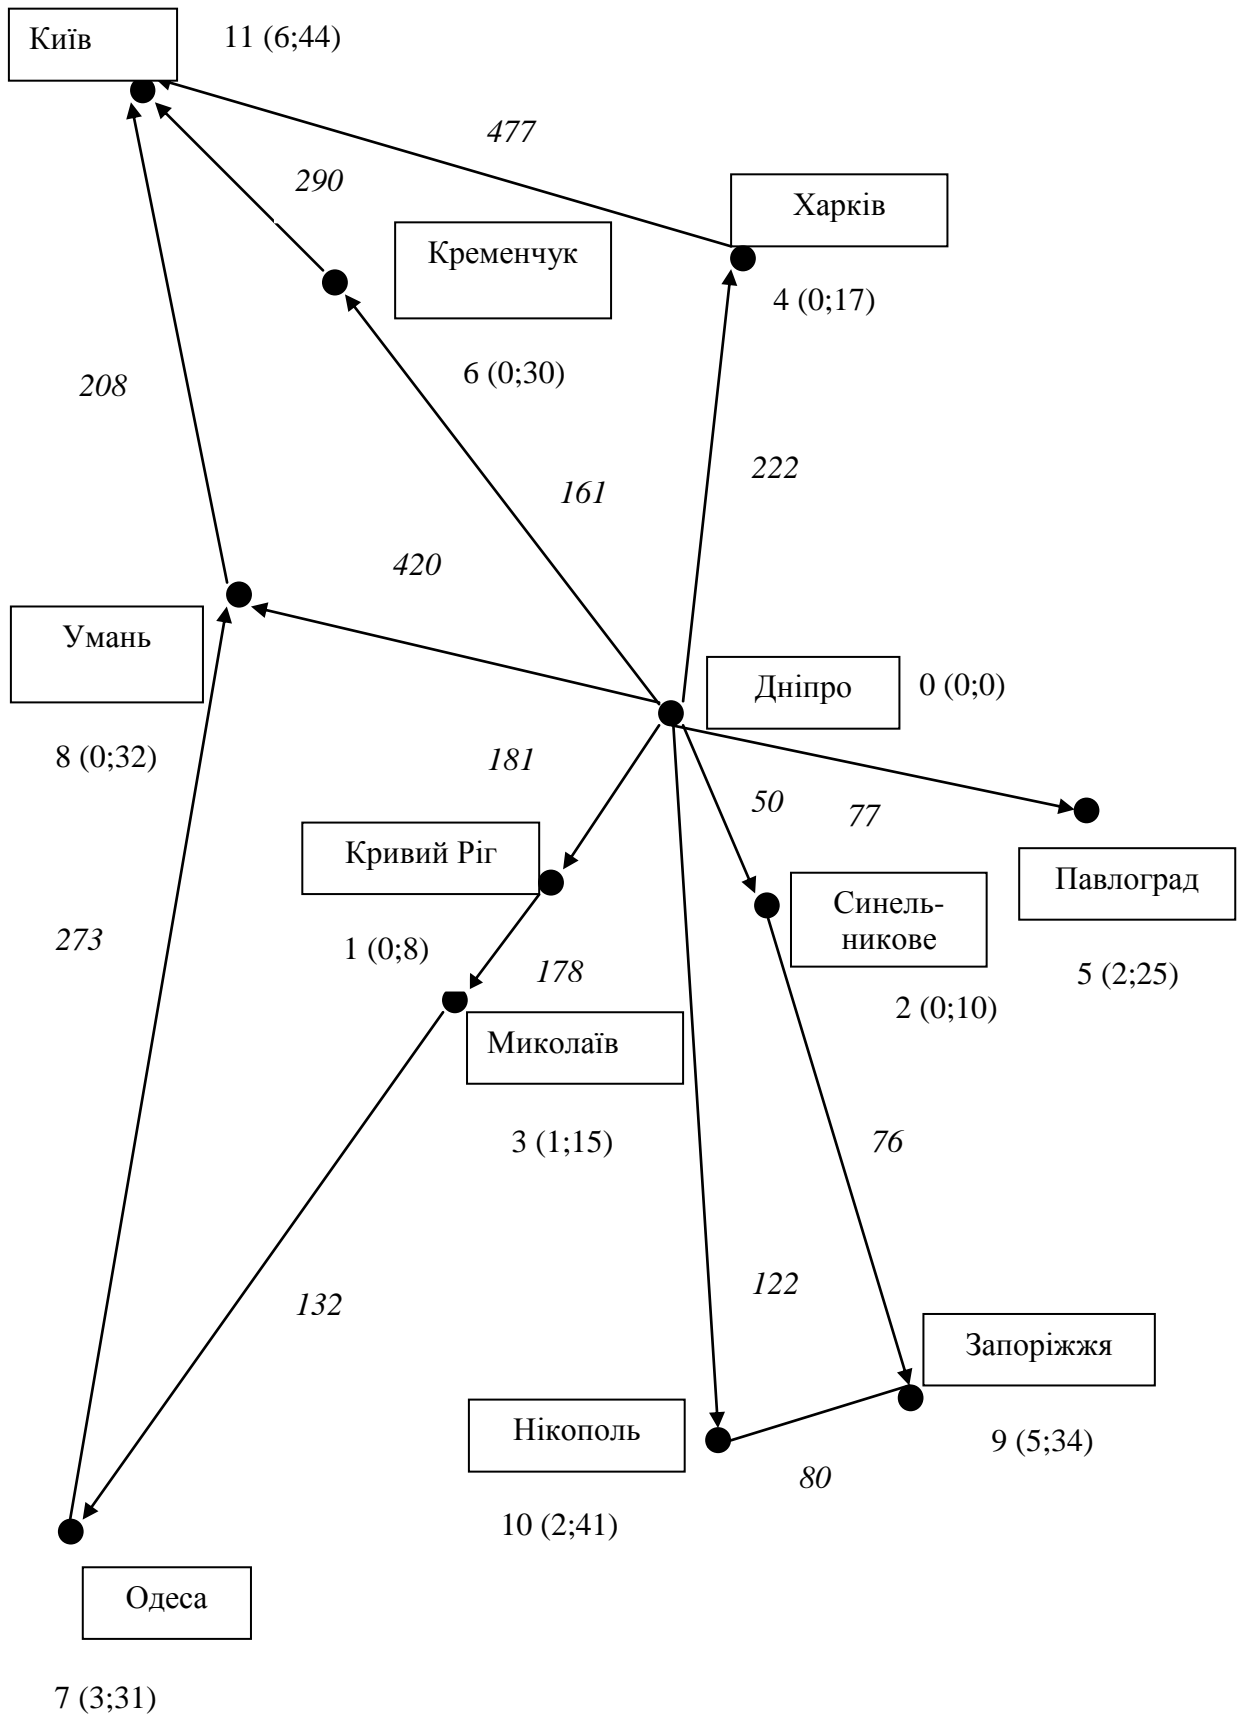 Київ
11 (6;44)
477
290
Харків
Кременчук
4 (0;17)
6 (0;30)
208
222
161
420
Умань
Дніпро
0 (0;0)
8 (0;32)
181
50
77
Кривий Ріг
Павлоград
Синель-
никове
273
1 (0;8)
178
5 (2;25)
2 (0;10)
Миколаїв
3 (1;15)
76
122
132
Запоріжжя
Нікополь
9 (5;34)
80
10 (2;41)
Одеса
7 (3;31)